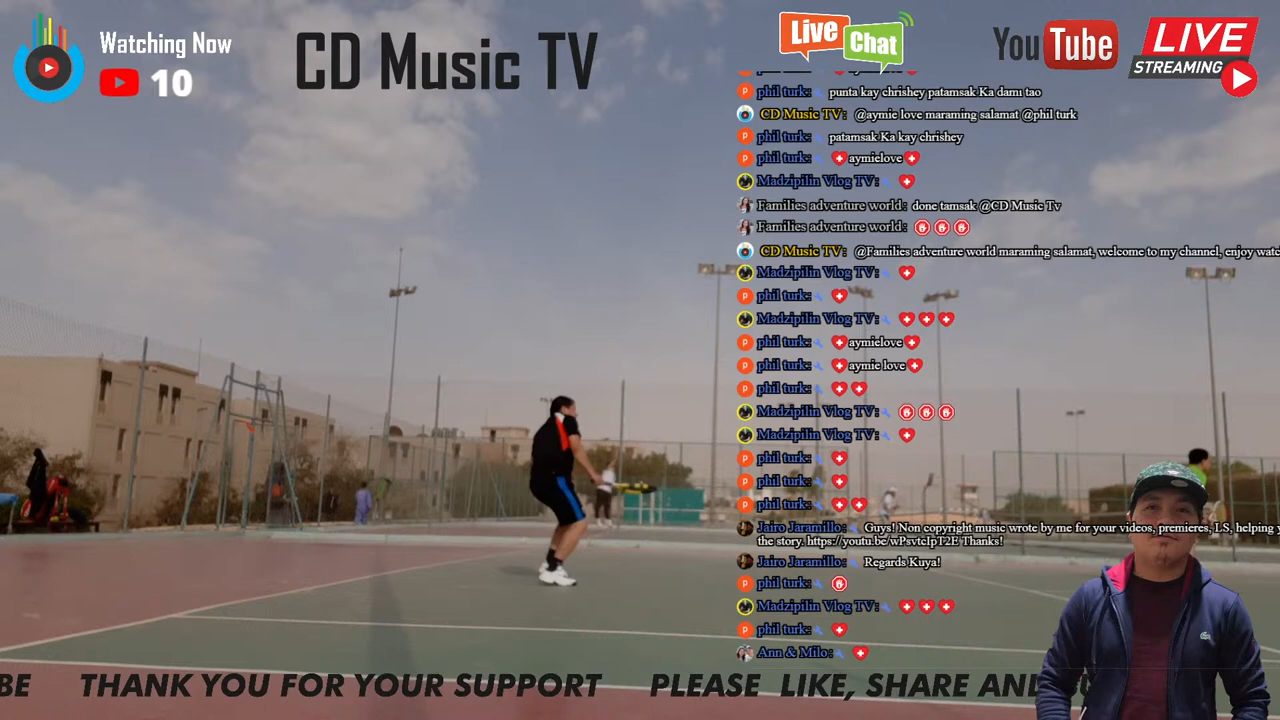 Watching Now
10
CD Music TV
Live Chat
YouTube
LIVE
STREAMING
phil turk: punta kay chrishey patamsak Ka dami tao
CD Music TV: @aymie love maraming salamat @phil turk
phil turk: patamsak Ka kay chrishey
phil turk: aymielove
Madzipilin Vlog TV:
Families adventure world: done tamsak @CD Music Tv
Families adventure world:
CD Music TV: @Families adventure world maraming salamat, welcome to my channel, enjoy watc
Madzipilin Vlog TV:
phil turk:
Madzipilin Vlog TV:
phil turk: aymielove
phil turk: aymie love
phil turk:
Madzipilin Vlog TV:
Madzipilin Vlog TV:
phil turk:
phil turk:
phil turk:
Jairo Jaramillo: Guys! Non copyright music wrote by me for your videos, premieres, LS, helping y
the story. https://youtu.be/wPsvtcIpT2E Thanks!
Jairo Jaramillo: Regards Kuya!
phil turk:
Madzipilin Vlog TV:
phil turk:
Ann & Milo:
BE THANK YOU FOR YOUR SUPPORT PLEASE LIKE, SHARE AND